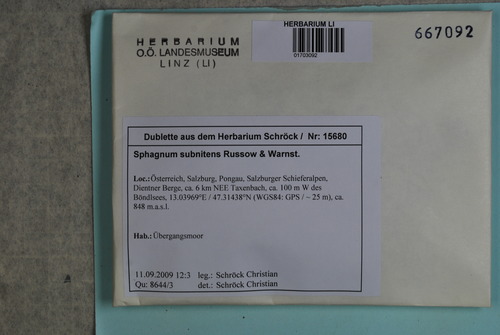 HERBARIUM
O.Ö. LANDESMUSEUM
LINZ (LI)
HERBARIUM LI
01703092
667092
Dublette aus dem Herbarium Schröck / Nr: 15680
Sphagnum subnitens Russow & Warnst.
Loc.:Österreich, Salzburg, Pongau, Salzburger Schieferalpen,
Dientner Berge, ca. 6 km NEE Taxenbach, ca. 100 m W des
Böndlsees, 13.03969°E / 47.31438°N (WGS84: GPS / ~ 25 m), ca.
848 m.a.s.l.
Hab.:Übergangsmoor
11.09.2009 12:3 leg.: Schröck Christian
Qu: 8644/3 det.: Schröck Christian